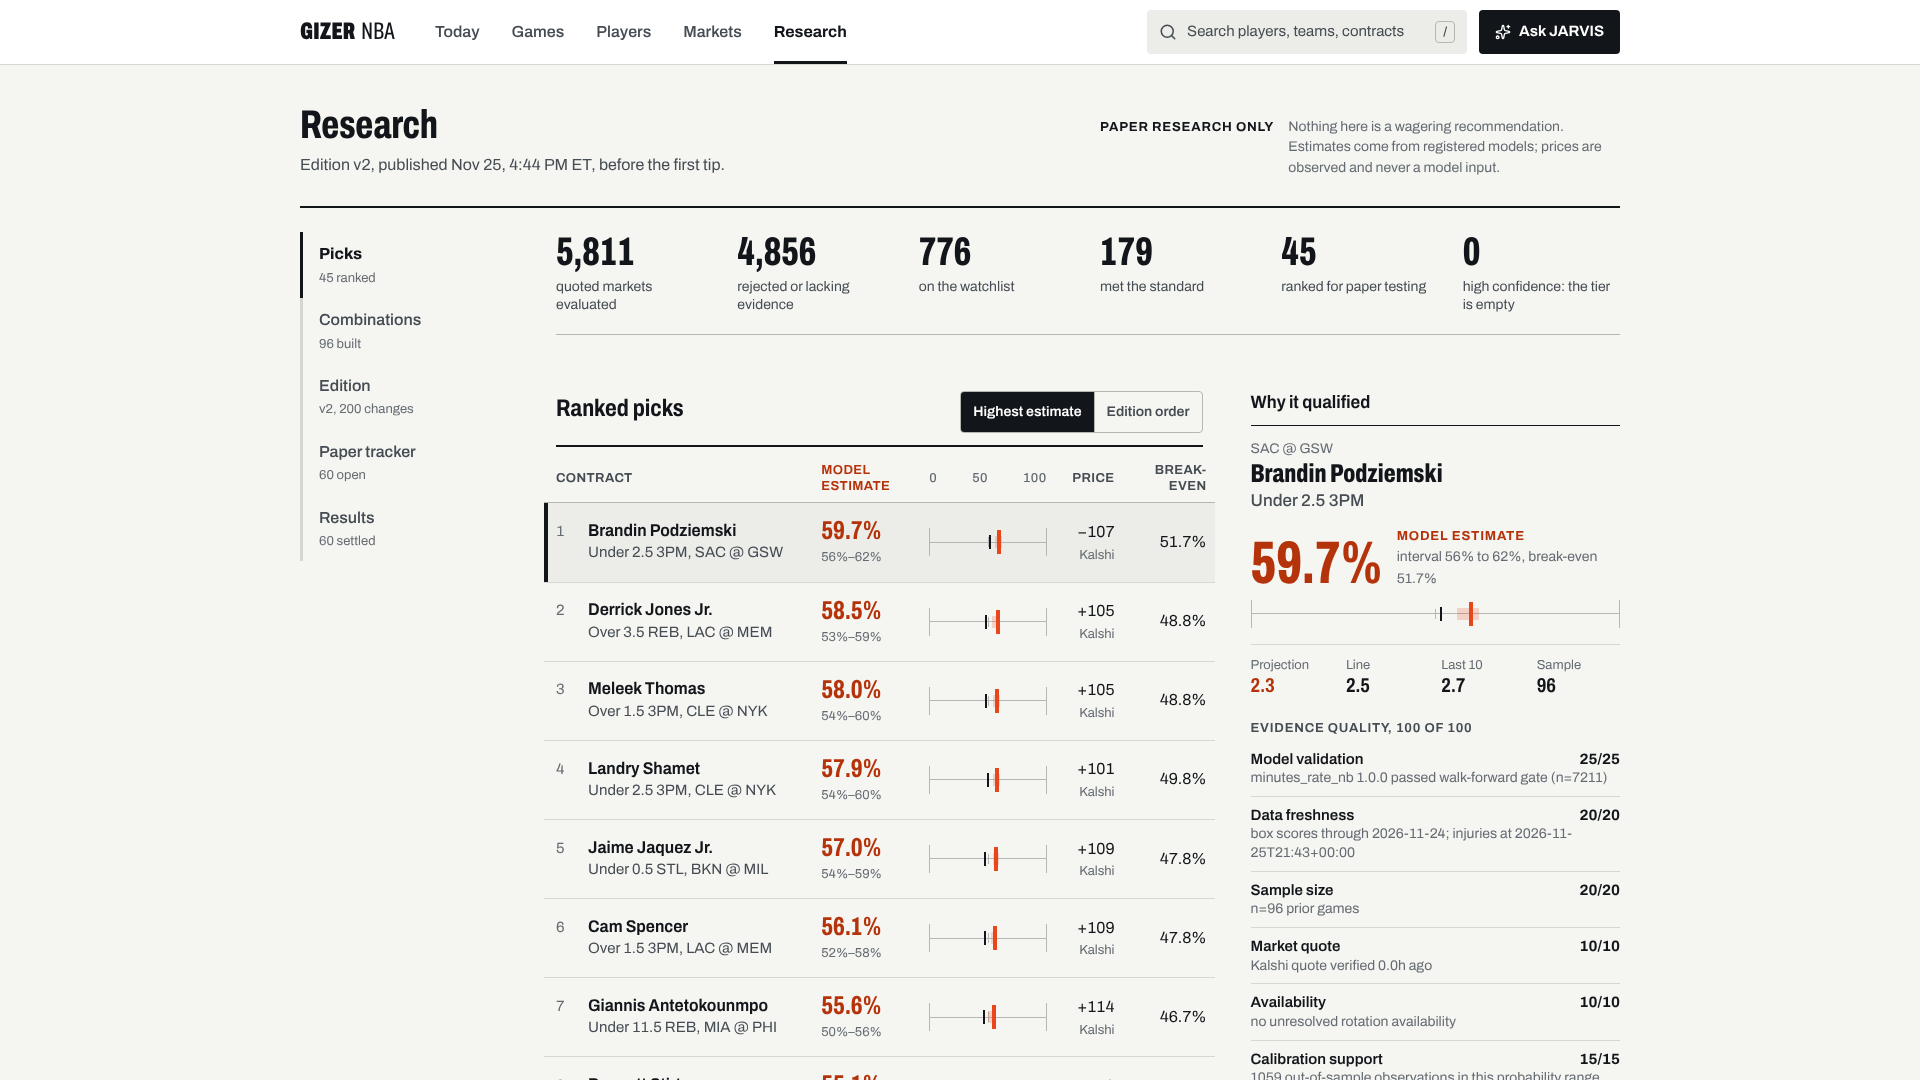 GIZER NBA
Today
Games
Players
Markets
Research
Search players, teams, contracts
/
Ask JARVIS
Research
Edition v2, published Nov 25, 4:44 PM ET, before the first tip.
PAPER RESEARCH ONLY
Nothing here is a wagering recommendation.
Estimates come from registered models; prices are
observed and never a model input.
Picks
45 ranked
Combinations
96 built
Edition
v2, 200 changes
Paper tracker
60 open
Results
60 settled
5,811
quoted markets
evaluated
4,856
rejected or lacking
evidence
776
on the watchlist
179
met the standard
45
ranked for paper testing
0
high confidence: the tier
is empty
Ranked picks
Highest estimate
Edition order
CONTRACT
MODEL
ESTIMATE
0 50 100
PRICE
BREAK-
EVEN
1
Brandin Podziemski
Under 2.5 3PM, SAC @ GSW
59.7%
56%–62%
−107
Kalshi
51.7%
2
Derrick Jones Jr.
Over 3.5 REB, LAC @ MEM
58.5%
53%–59%
+105
Kalshi
48.8%
3
Meleek Thomas
Over 1.5 3PM, CLE @ NYK
58.0%
54%–60%
+105
Kalshi
48.8%
4
Landry Shamet
Under 2.5 3PM, CLE @ NYK
57.9%
54%–60%
+101
Kalshi
49.8%
5
Jaime Jaquez Jr.
Under 0.5 STL, BKN @ MIL
57.0%
54%–59%
+109
Kalshi
47.8%
6
Cam Spencer
Over 1.5 3PM, LAC @ MEM
56.1%
52%–58%
+109
Kalshi
47.8%
7
Giannis Antetokounmpo
Under 11.5 REB, MIA @ PHI
55.6%
50%–56%
+114
Kalshi
46.7%
Why it qualified
SAC @ GSW
Brandin Podziemski
Under 2.5 3PM
59.7%
MODEL ESTIMATE
interval 56% to 62%, break-even
51.7%
Projection
2.3
Line
2.5
Last 10
2.7
Sample
96
EVIDENCE QUALITY, 100 OF 100
Model validation 25/25
minutes_rate_nb 1.0.0 passed walk-forward gate (n=7211)
Data freshness 20/20
box scores through 2026-11-24; injuries at 2026-11-
25T21:43+00:00
Sample size 20/20
n=96 prior games
Market quote 10/10
Kalshi quote verified 0.0h ago
Availability 10/10
no unresolved rotation availability
Calibration support 15/15
1059 out-of-sample observations in this probability range